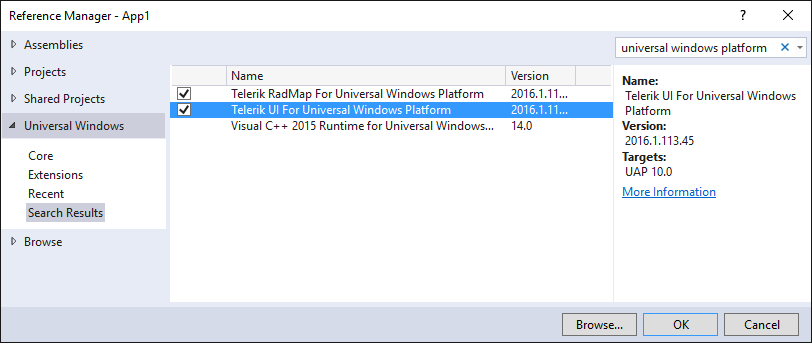 Reference Manager - App1
Assemblies
Projects
Shared Projects
Universal Windows
Core
Extensions
Recent
Search Results
Browse
Name Version
Telerik RadMap For Universal Windows Platform 2016.1.11...
Telerik UI For Universal Windows Platform 2016.1.11...
Visual C++ 2015 Runtime for Universal Windows... 14.0
universal windows platform
Name:
Telerik UI For Universal Windows
Platform
Version:
2016.1.113.45
Targets:
UAP 10.0
More Information
Browse... OK Cancel